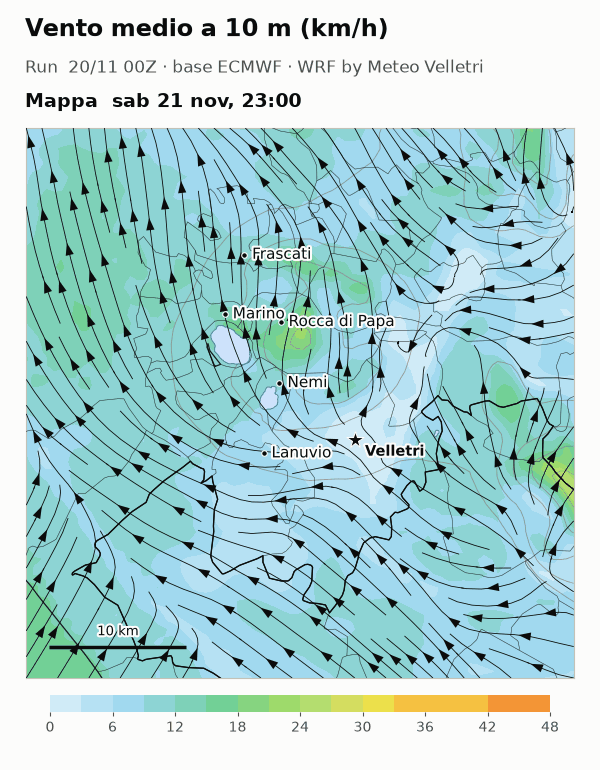 Vento medio a 10 m (km/h)
Run  20/11 00Z · base ECMWF · WRF by Meteo Velletri
Mappa  sab 21 nov, 23:00
Frascati
Marino
Rocca di Papa
Nemi
Velletri
Lanuvio
10 km
0 6 12 18 24 30 36 42 48